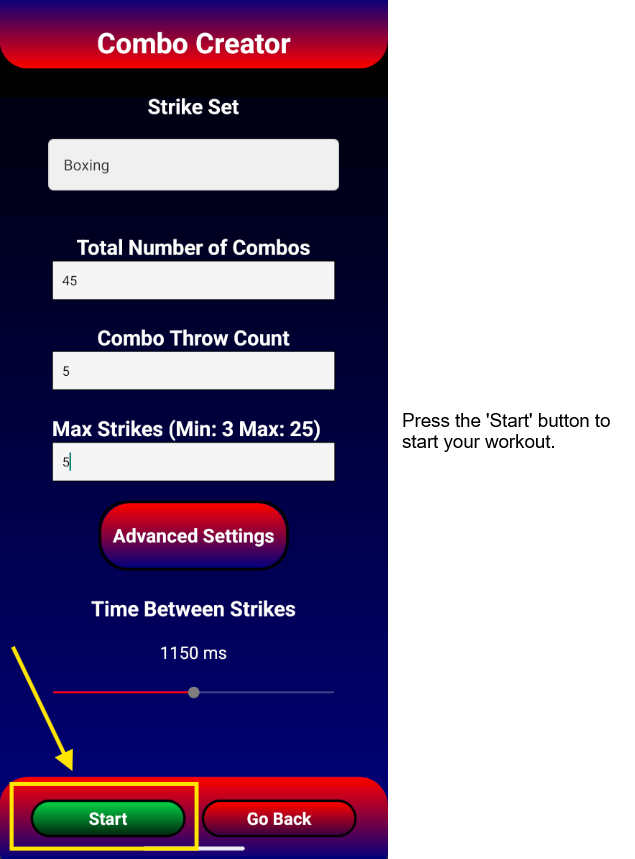 Combo Creator
Strike Set
Boxing
Total Number of Combos
45
Combo Throw Count
5
Max Strikes (Min: 3 Max: 25)
5
Advanced Settings
Time Between Strikes
1150 ms
Start
Go Back
Press the 'Start' button to
start your workout.